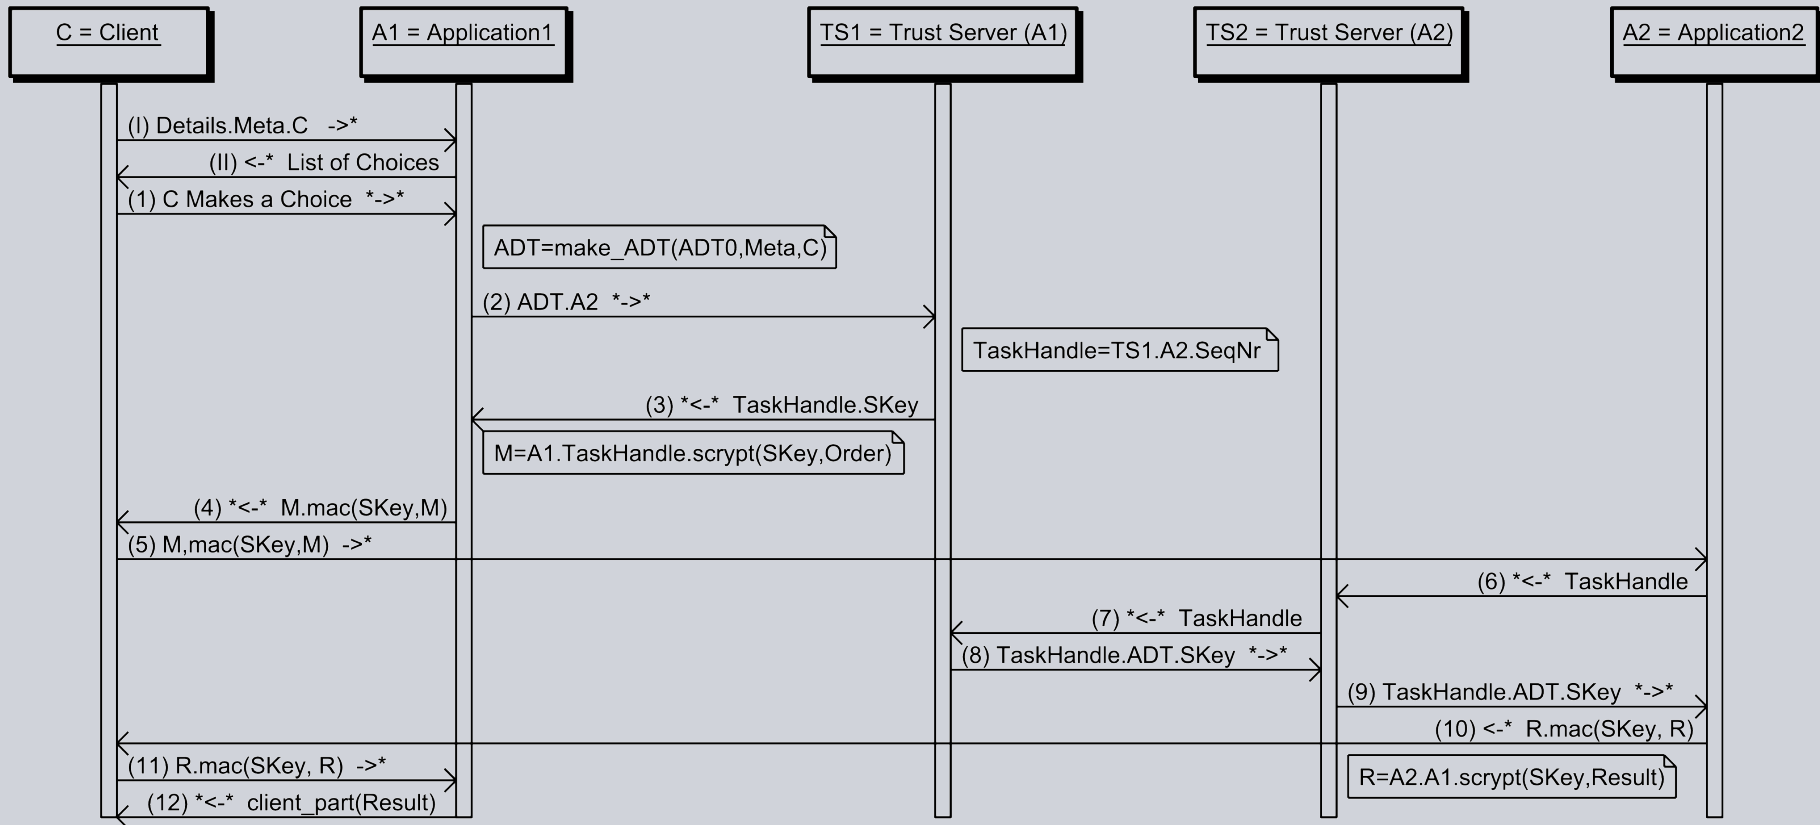 C = Client
A1 = Application1
TS1 = Trust Server (A1)
TS2 = Trust Server (A2)
A2 = Application2
(I) Details.Meta.C ->*
(II) <-* List of Choices
(1) C Makes a Choice *->*
ADT=make_ADT(ADT0,Meta,C)
(2) ADT.A2 *->*
TaskHandle=TS1.A2.SeqNr
(3) *<-* TaskHandle.SKey
M=A1.TaskHandle.scrypt(SKey,Order)
(4) *<-* M.mac(SKey,M)
(5) M,mac(SKey,M) ->*
(6) *<-* TaskHandle
(7) *<-* TaskHandle
(8) TaskHandle.ADT.SKey *->*
(9) TaskHandle.ADT.SKey *->*
(10) <-* R.mac(SKey, R)
(11) R.mac(SKey, R) ->*
R=A2.A1.scrypt(SKey,Result)
(12) *<-* client_part(Result)